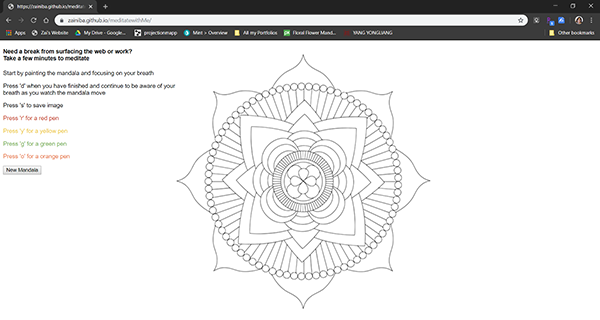 https://zainiba.github.io/meditat
zainiba.github.io/meditatewithMe/
Apps
Zai's Website
My Drive - Google...
projectionmapp
Mint > Overview
All my Portfolios
Floral Flower Mand...
YANG YONGLIANG
Other bookmarks
Need a break from surfacing the web or work?
Take a few minutes to meditate
Start by painting the mandala and focusing on your breath
Press 'd' when you have finished and continue to be aware of your
breath as you watch the mandala move
Press 's' to save image
Press 'r' for a red pen
Press 'y' for a yellow pen
Press 'g' for a green pen
Press 'o' for a orange pen
New Mandala